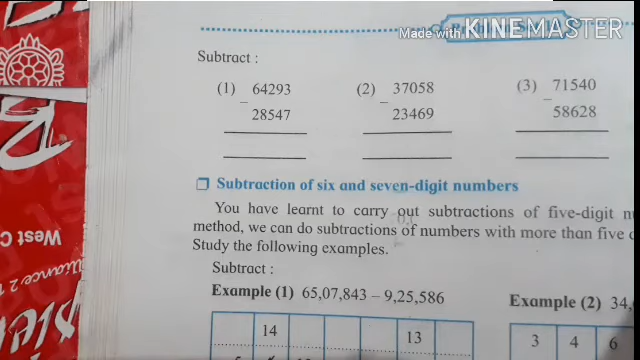 Made with KINEMASTER
Subtract :
(1) 64293 (2) 37058 (3) 71540
− 28547 − 23469 − 58628
❒ Subtraction of six and seven-digit numbers
You have learnt to carry out subtractions of five-digit
method, we can do subtractions of numbers with more than five
Study the following examples.
Subtract :
Example (1) 65,07,843 – 9,25,586 Example (2) 34,
14 13 3 4 6
West